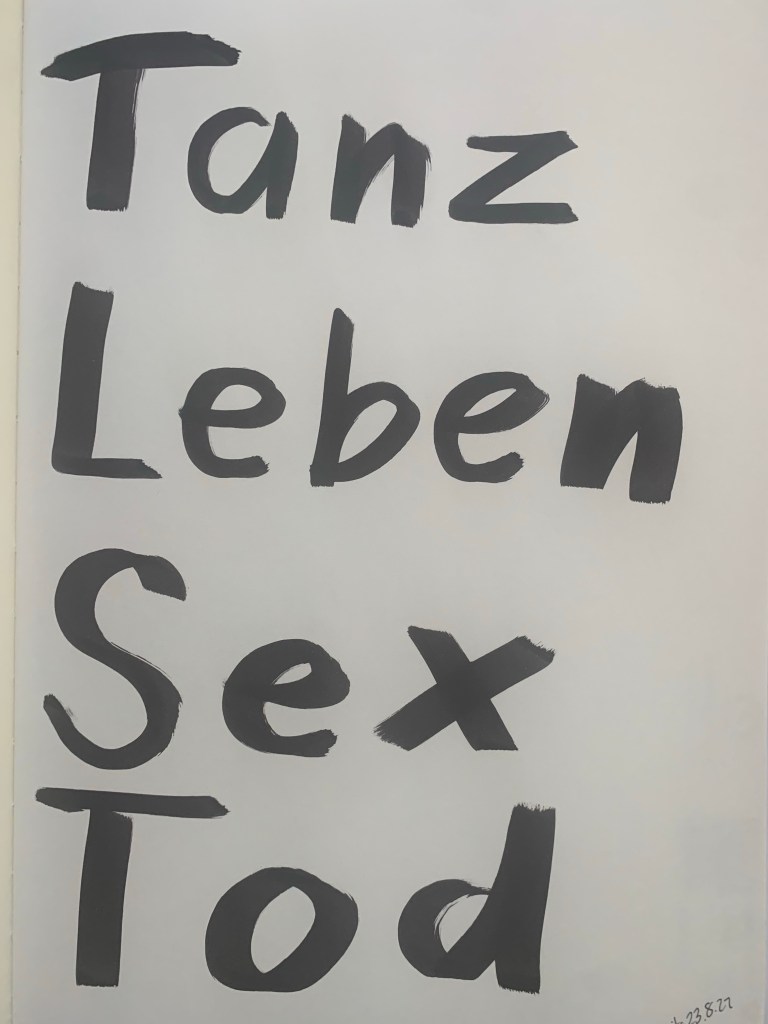 Tanz
Leben
Sex
Tod
23.8.22